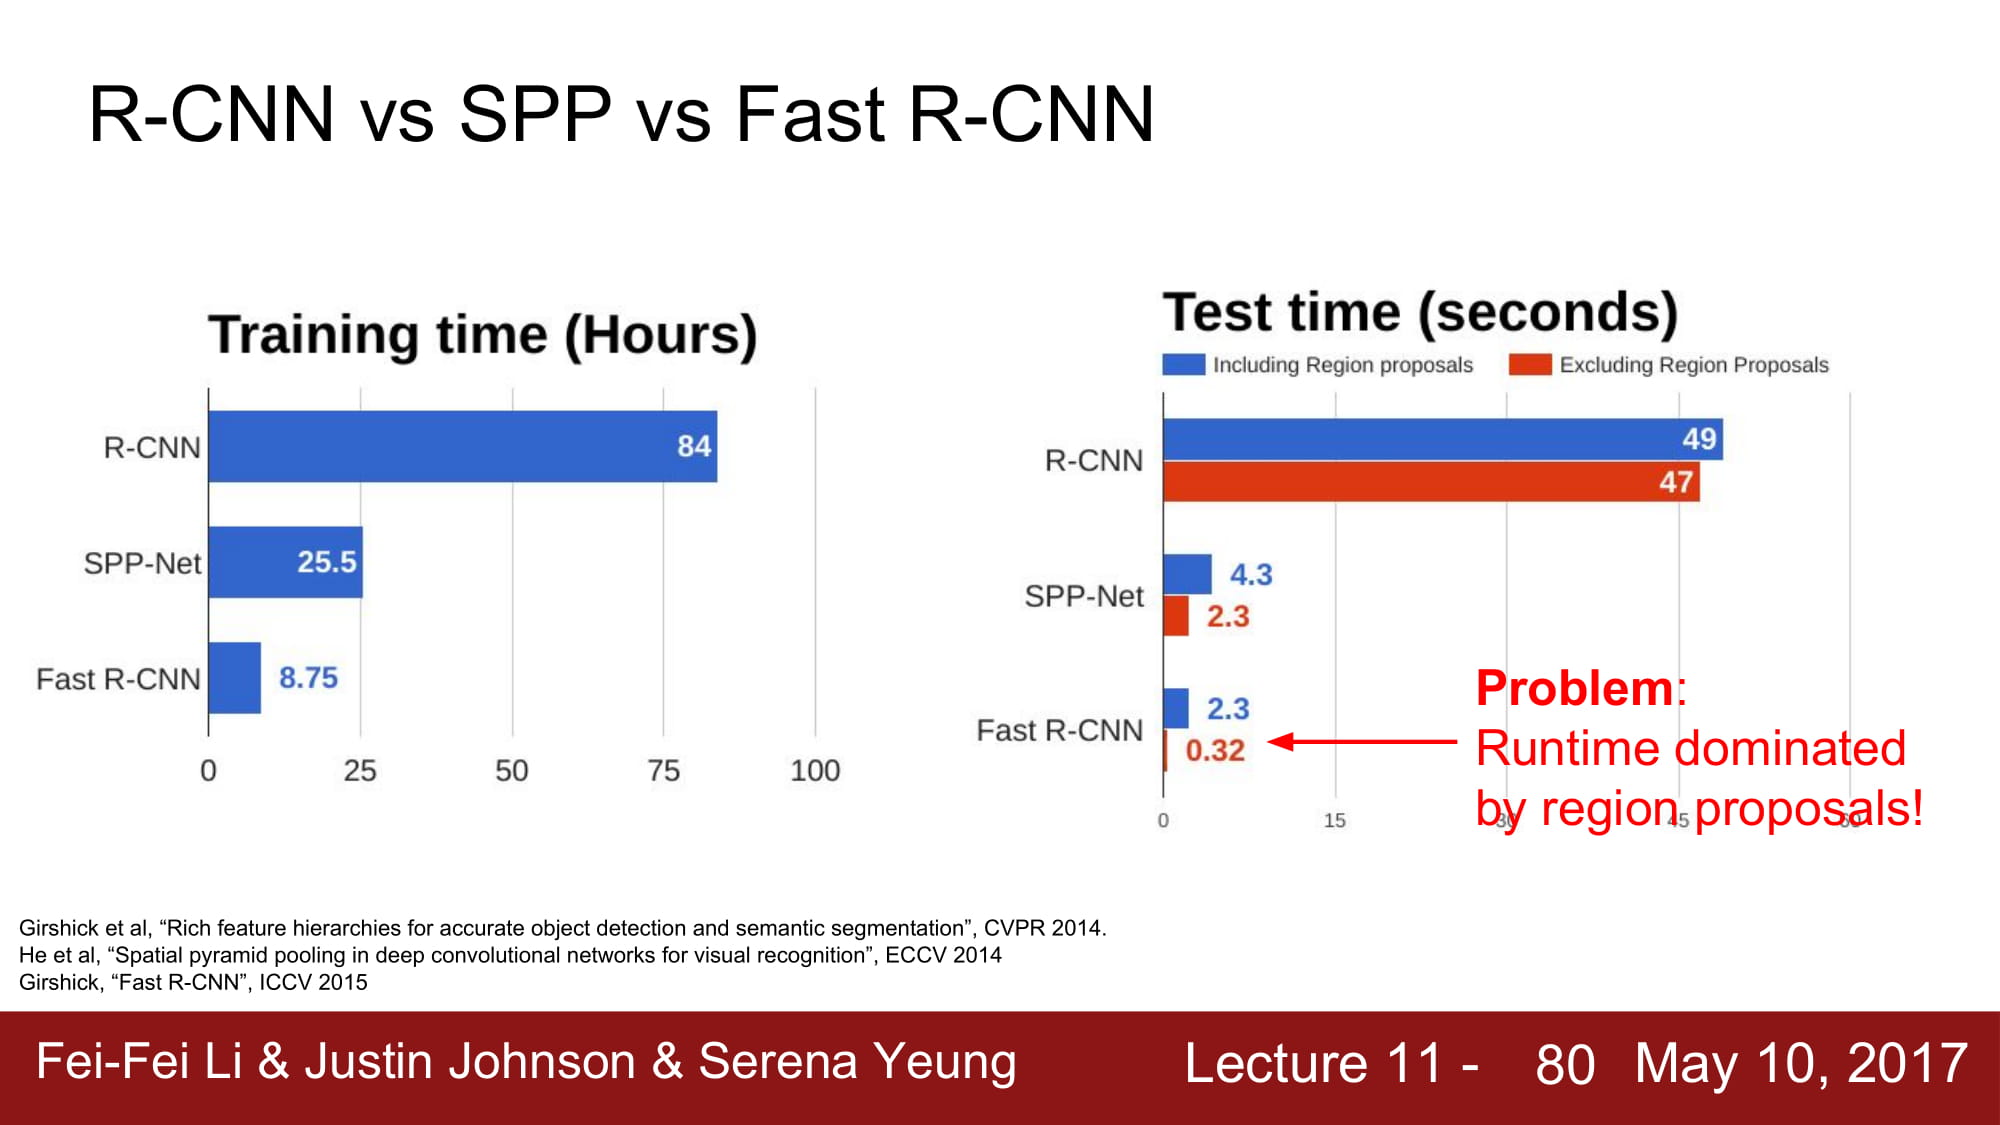 R-CNN vs SPP vs Fast R-CNN
Training time (Hours)
R-CNN 84
SPP-Net 25.5
Fast R-CNN 8.75
0 25 50 75 100
Test time (seconds)
Including Region proposals Excluding Region Proposals
R-CNN 49
47
SPP-Net 4.3
2.3
Fast R-CNN 2.3
0.32
0 15 30 45 60
Problem:
Runtime dominated
by region proposals!
Girshick et al, “Rich feature hierarchies for accurate object detection and semantic segmentation”, CVPR 2014.
He et al, “Spatial pyramid pooling in deep convolutional networks for visual recognition”, ECCV 2014
Girshick, “Fast R-CNN”, ICCV 2015
Fei-Fei Li & Justin Johnson & Serena Yeung Lecture 11 - 80 May 10, 2017